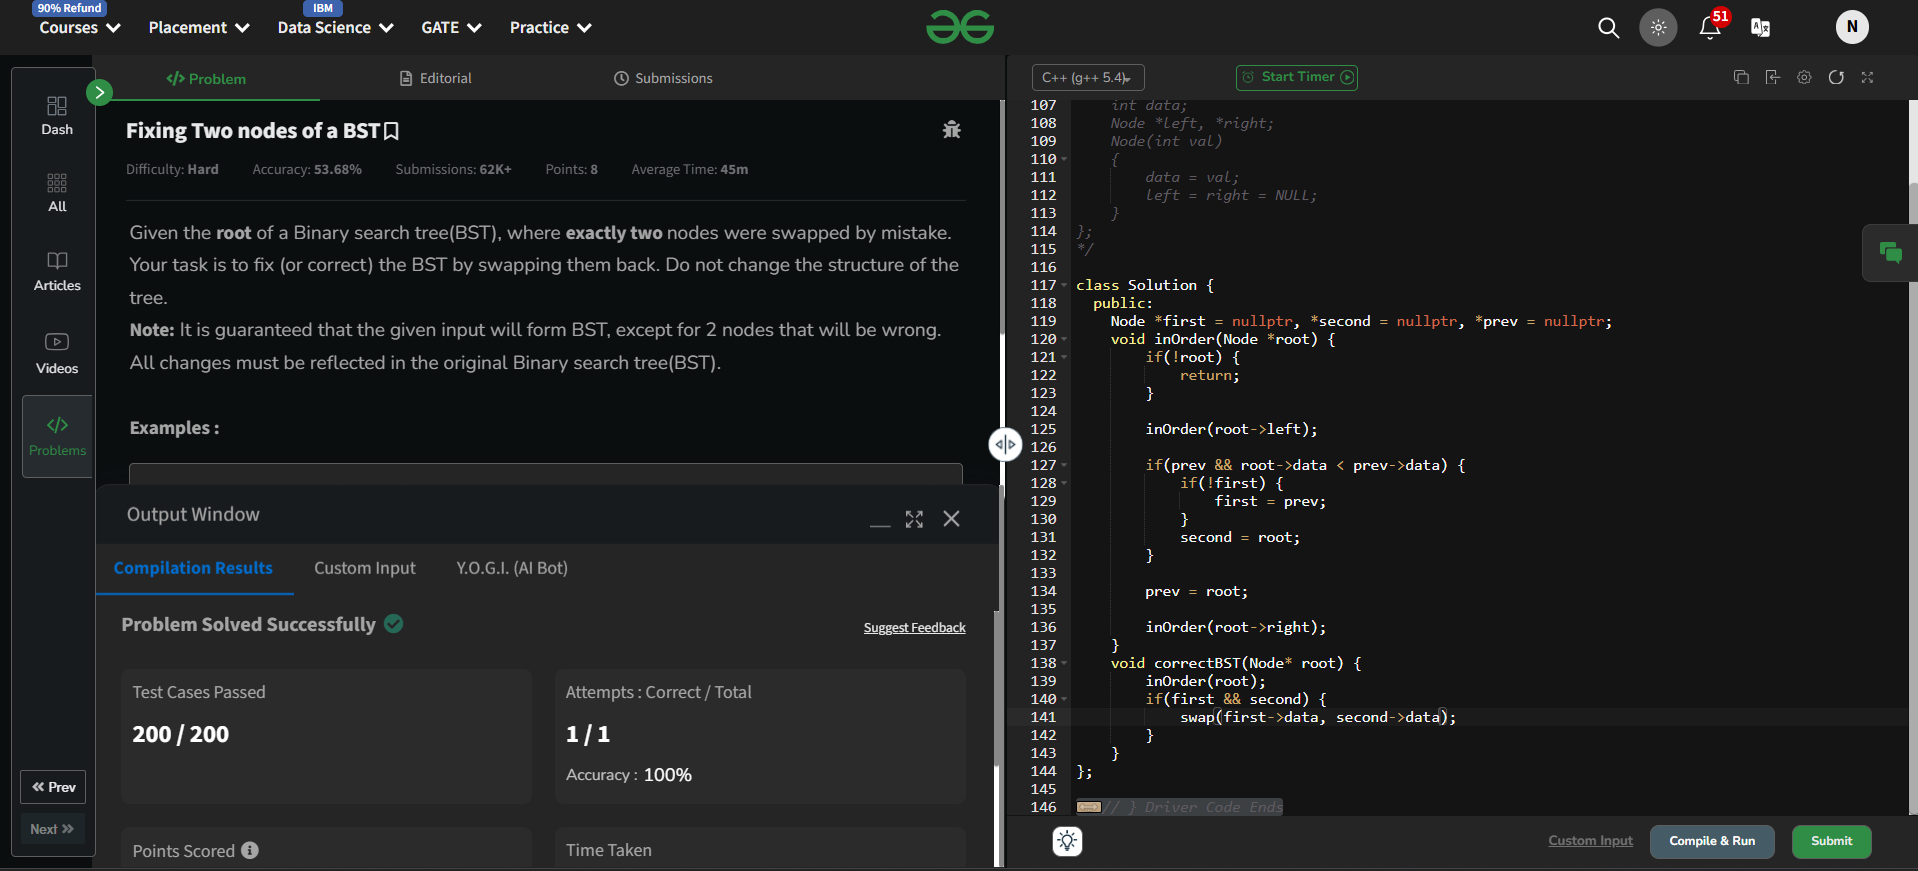 90% Refund
IBM
Courses
Placement
Data Science
GATE
Practice
51
N
Dash
All
Articles
Videos
Problems
Prev
Next
Problem
Editorial
Submissions
Fixing Two nodes of a BST
Difficulty: Hard
Accuracy: 53.68%
Submissions: 62K+
Points: 8
Average Time: 45m
Given the root of a Binary search tree(BST), where exactly two nodes were swapped by mistake.
Your task is to fix (or correct) the BST by swapping them back. Do not change the structure of the
tree.
Note: It is guaranteed that the given input will form BST, except for 2 nodes that will be wrong.
All changes must be reflected in the original Binary search tree(BST).
Examples :
Output Window
Compilation Results
Custom Input
Y.O.G.I. (AI Bot)
Problem Solved Successfully
Suggest Feedback
Test Cases Passed
200 / 200
Attempts : Correct / Total
1 / 1
Accuracy : 100%
Points Scored
Time Taken
C++ (g++ 5.4)
Start Timer
107 int data;
108 Node *left, *right;
109 Node(int val)
110 {
111 data = val;
112 left = right = NULL;
113 }
114 };
115 */
116
117 class Solution {
118 public:
119 Node *first = nullptr, *second = nullptr, *prev = nullptr;
120 void inOrder(Node *root) {
121 if(!root) {
122 return;
123 }
124
125 inOrder(root->left);
126
127 if(prev && root->data < prev->data) {
128 if(!first) {
129 first = prev;
130 }
131 second = root;
132 }
133
134 prev = root;
135
136 inOrder(root->right);
137 }
138 void correctBST(Node* root) {
139 inOrder(root);
140 if(first && second) {
141 swap(first->data, second->data);
142 }
143 }
144 };
145
146 // } Driver Code Ends
Custom Input
Compile & Run
Submit